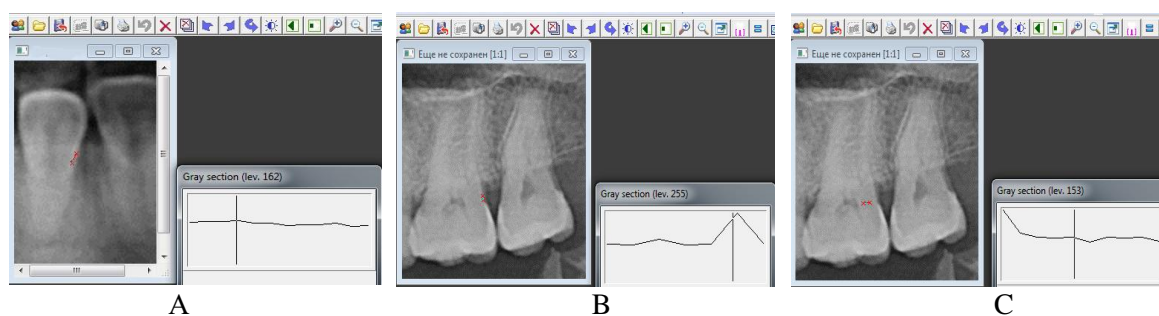 Еще не сохранен [1:1]
Еще не сохранен [1:1]
Gray section (lev. 162)
Gray section (lev. 255)
Gray section (lev. 153)
A
B
C